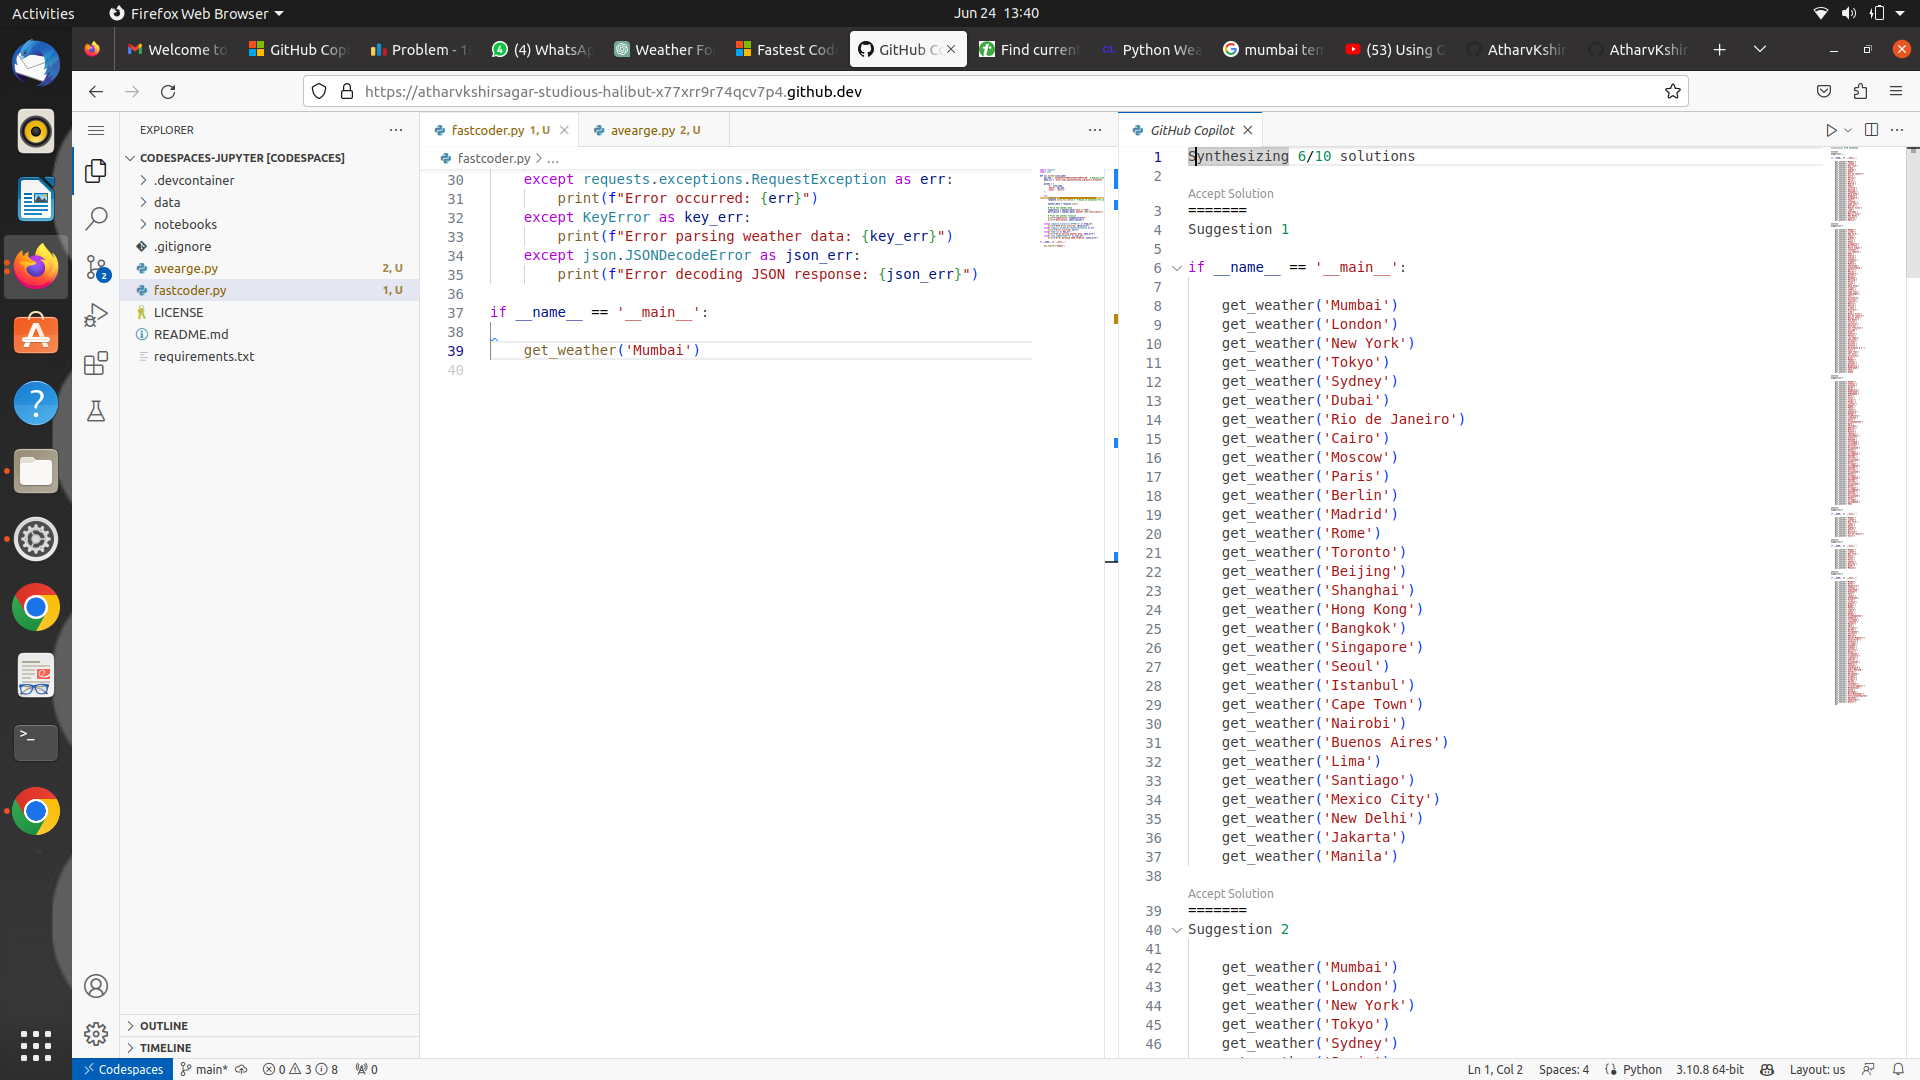 Activities
Firefox Web Browser
Jun 24 13:40
Welcome to
GitHub Cop
Problem - 1
(4) WhatsA
Weather Fo
Fastest Cod
GitHub C
Find curren
Python Wea
mumbai tem
(53) Using G
AtharvKshir
AtharvKshir
https://atharvkshirsagar-studious-halibut-x77xrr9r74qcv7p4.github.dev
EXPLORER
CODESPACES-JUPYTER [CODESPACES]
.devcontainer
data
notebooks
.gitignore
avearge.py 2, U
fastcoder.py 1, U
LICENSE
README.md
requirements.txt
OUTLINE
TIMELINE
2
fastcoder.py 1, U
avearge.py 2, U
fastcoder.py > ...
30 except requests.exceptions.RequestException as err:
31 print(f"Error occurred: {err}")
32 except KeyError as key_err:
33 print(f"Error parsing weather data: {key_err}")
34 except json.JSONDecodeError as json_err:
35 print(f"Error decoding JSON response: {json_err}")
36
37 if __name__ == '__main__':
38
39 get_weather('Mumbai')
40
GitHub Copilot
1 Synthesizing 6/10 solutions
2
Accept Solution
3 =======
4 Suggestion 1
5
6 if __name__ == '__main__':
7
8 get_weather('Mumbai')
9 get_weather('London')
10 get_weather('New York')
11 get_weather('Tokyo')
12 get_weather('Sydney')
13 get_weather('Dubai')
14 get_weather('Rio de Janeiro')
15 get_weather('Cairo')
16 get_weather('Moscow')
17 get_weather('Paris')
18 get_weather('Berlin')
19 get_weather('Madrid')
20 get_weather('Rome')
21 get_weather('Toronto')
22 get_weather('Beijing')
23 get_weather('Shanghai')
24 get_weather('Hong Kong')
25 get_weather('Bangkok')
26 get_weather('Singapore')
27 get_weather('Seoul')
28 get_weather('Istanbul')
29 get_weather('Cape Town')
30 get_weather('Nairobi')
31 get_weather('Buenos Aires')
32 get_weather('Lima')
33 get_weather('Santiago')
34 get_weather('Mexico City')
35 get_weather('New Delhi')
36 get_weather('Jakarta')
37 get_weather('Manila')
38
Accept Solution
39 =======
40 Suggestion 2
41
42 get_weather('Mumbai')
43 get_weather('London')
44 get_weather('New York')
45 get_weather('Tokyo')
46 get_weather('Sydney')
Codespaces
main*
0 3 8
0
Ln 1, Col 2
Spaces: 4
Python
3.10.8 64-bit
Layout: us